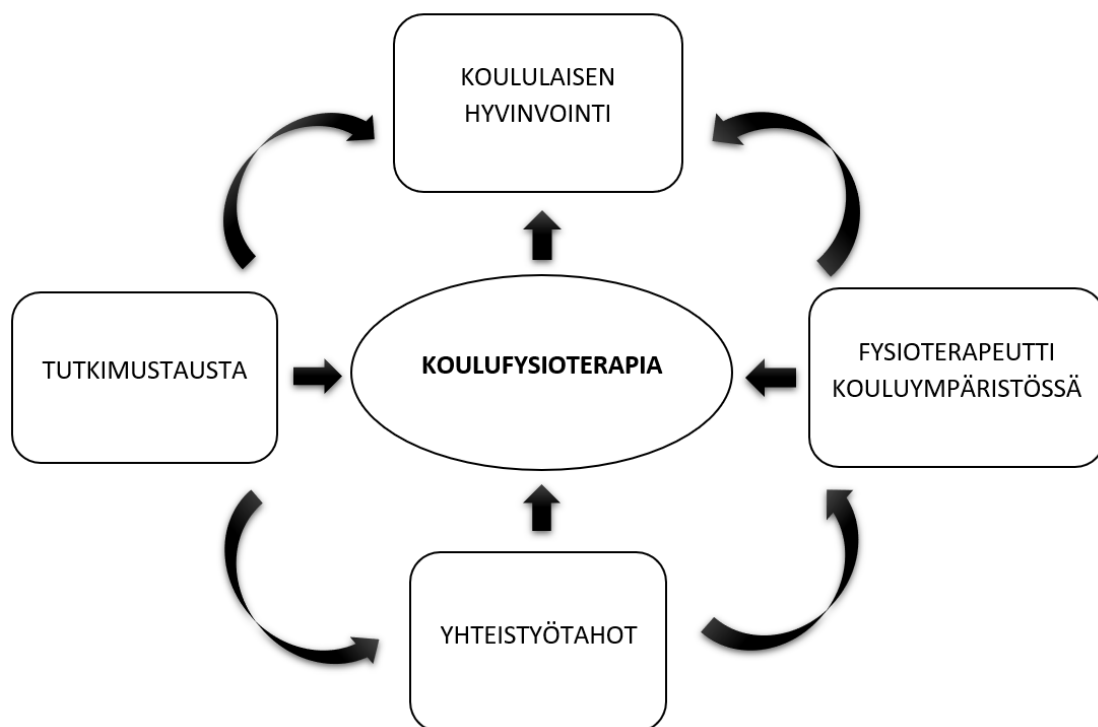 KOULULAISEN
HYVINVOINTI
TUTKIMUSTAUSTA
KOULUFYSIOTERAPIA
FYSIOTERAPEUTTI
KOULUYMPÄRISTÖSSÄ
YHTEISTYÖTAHOT